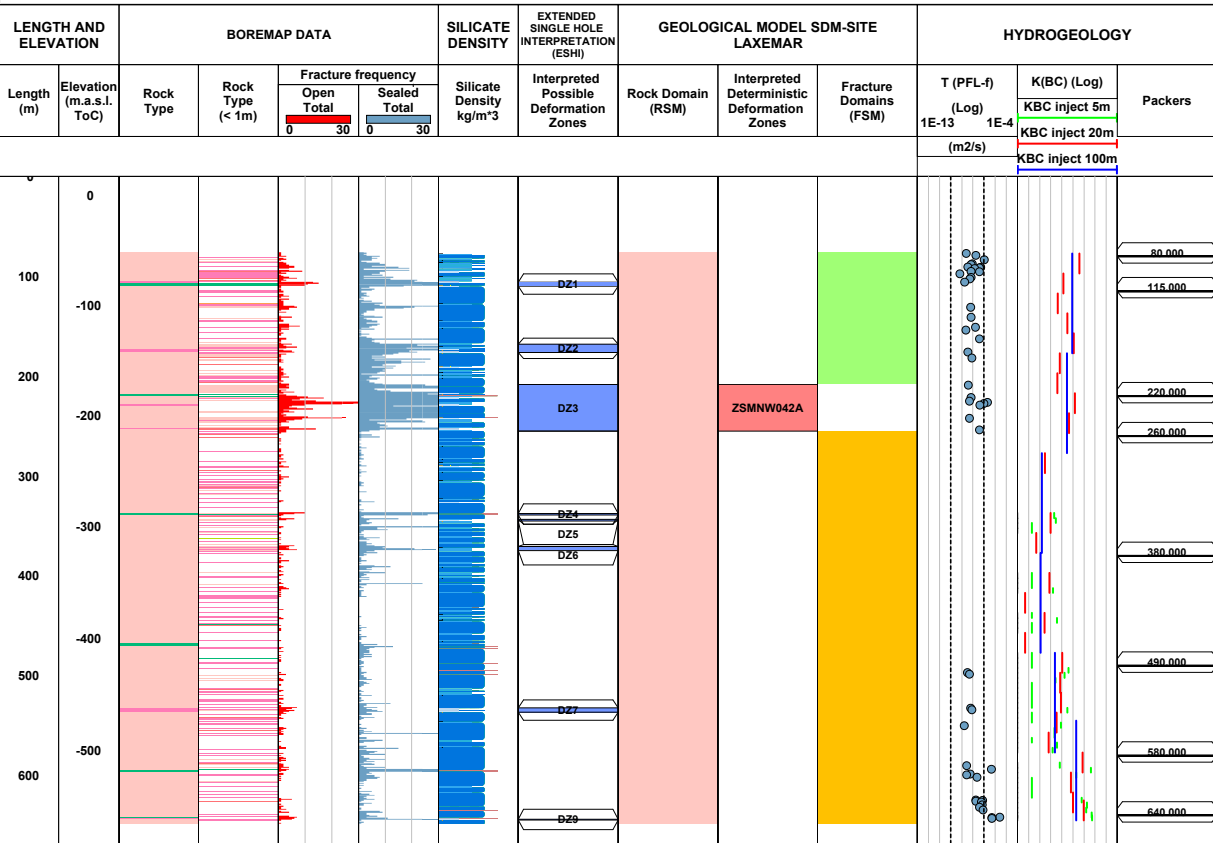 LENGTH AND ELEVATION
BOREMAP DATA
SILICATE DENSITY
EXTENDED SINGLE HOLE INTERPRETATION (ESHI)
GEOLOGICAL MODEL SDM-SITE LAXEMAR
HYDROGEOLOGY
Length (m)
Elevation (m.a.s.l. ToC)
Rock Type
Rock Type (< 1m)
Fracture frequency
Open Total
0 30
Sealed Total
0 30
Silicate Density kg/m*3
Interpreted Possible Deformation Zones
Rock Domain (RSM)
Interpreted Deterministic Deformation Zones
Fracture Domains (FSM)
T (PFL-f)
(Log)
1E-13 1E-4
(m2/s)
K(BC) (Log)
KBC inject 5m
KBC inject 20m
KBC inject 100m
Packers
0
0
80.000
100
DZ1
115.000
-100
DZ2
200
220.000
DZ3
ZSMNW042A
-200
260.000
300
DZ4
-300
DZ5
380.000
DZ6
400
-400
490.000
500
DZ7
-500
580.000
600
640.000
DZ9